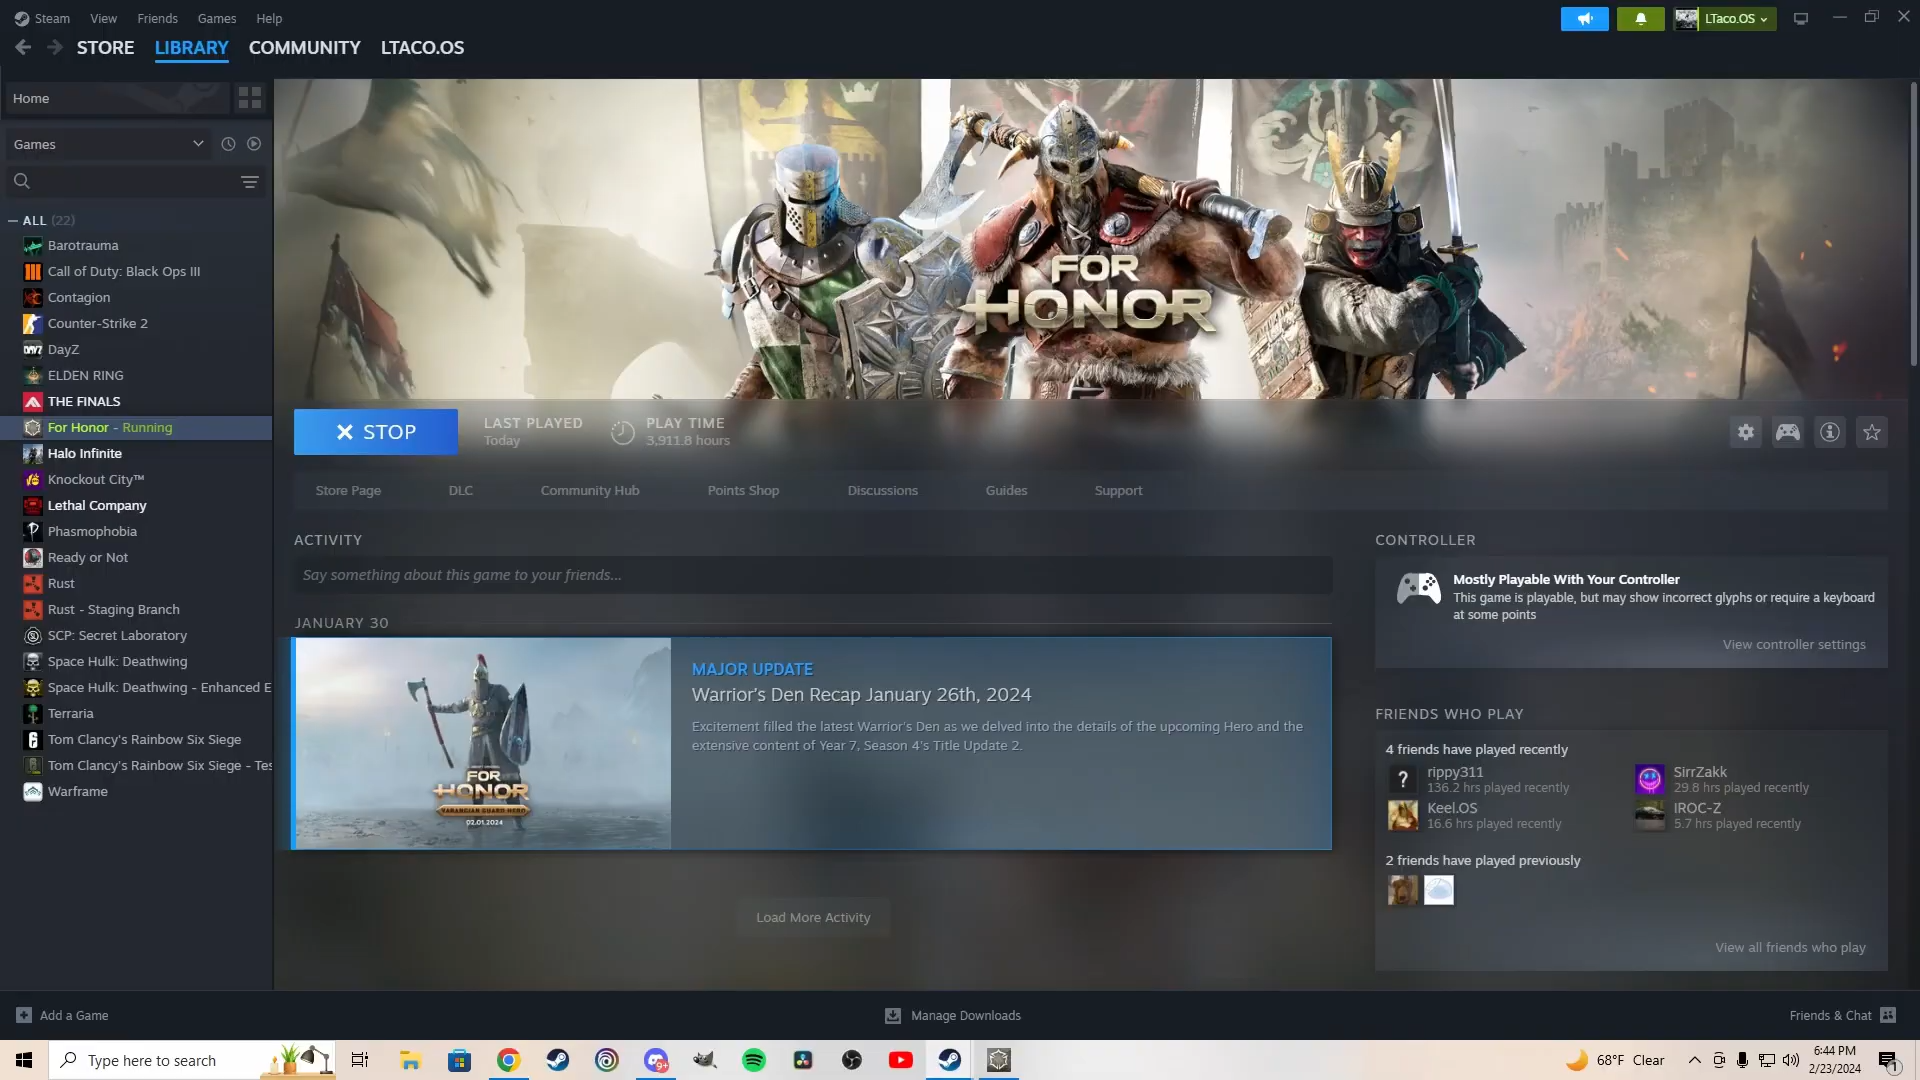 Steam View Friends Games Help
LTaco.OS
STORE LIBRARY COMMUNITY LTACO.OS
Home
Games
ALL (22)
Barotrauma
Call of Duty: Black Ops III
Contagion
Counter-Strike 2
DayZ
ELDEN RING
THE FINALS
For Honor - Running
Halo Infinite
Knockout City™
Lethal Company
Phasmophobia
Ready or Not
Rust
Rust - Staging Branch
SCP: Secret Laboratory
Space Hulk: Deathwing
Space Hulk: Deathwing - Enhanced E
Terraria
Tom Clancy's Rainbow Six Siege
Tom Clancy's Rainbow Six Siege - Tes
Warframe
FOR
HONOR
STOP
LAST PLAYED
Today
PLAY TIME
3,911.8 hours
Store Page DLC Community Hub Points Shop Discussions Guides Support
ACTIVITY
Say something about this game to your friends...
JANUARY 30
FOR
HONOR
VARANGIAN GUARD HERO
02.01.2024
MAJOR UPDATE
Warrior's Den Recap January 26th, 2024
Excitement filled the latest Warrior's Den as we delved into the details of the upcoming Hero and the
extensive content of Year 7, Season 4's Title Update 2.
Load More Activity
CONTROLLER
Mostly Playable With Your Controller
This game is playable, but may show incorrect glyphs or require a keyboard
at some points
View controller settings
FRIENDS WHO PLAY
4 friends have played recently
rippy311
136.2 hrs played recently
SirrZakk
29.8 hrs played recently
Keel.OS
16.6 hrs played recently
IROC-Z
5.7 hrs played recently
2 friends have played previously
View all friends who play
Add a Game
Manage Downloads
Friends & Chat
Type here to search
9+
68°F Clear
6:44 PM
2/23/2024
1